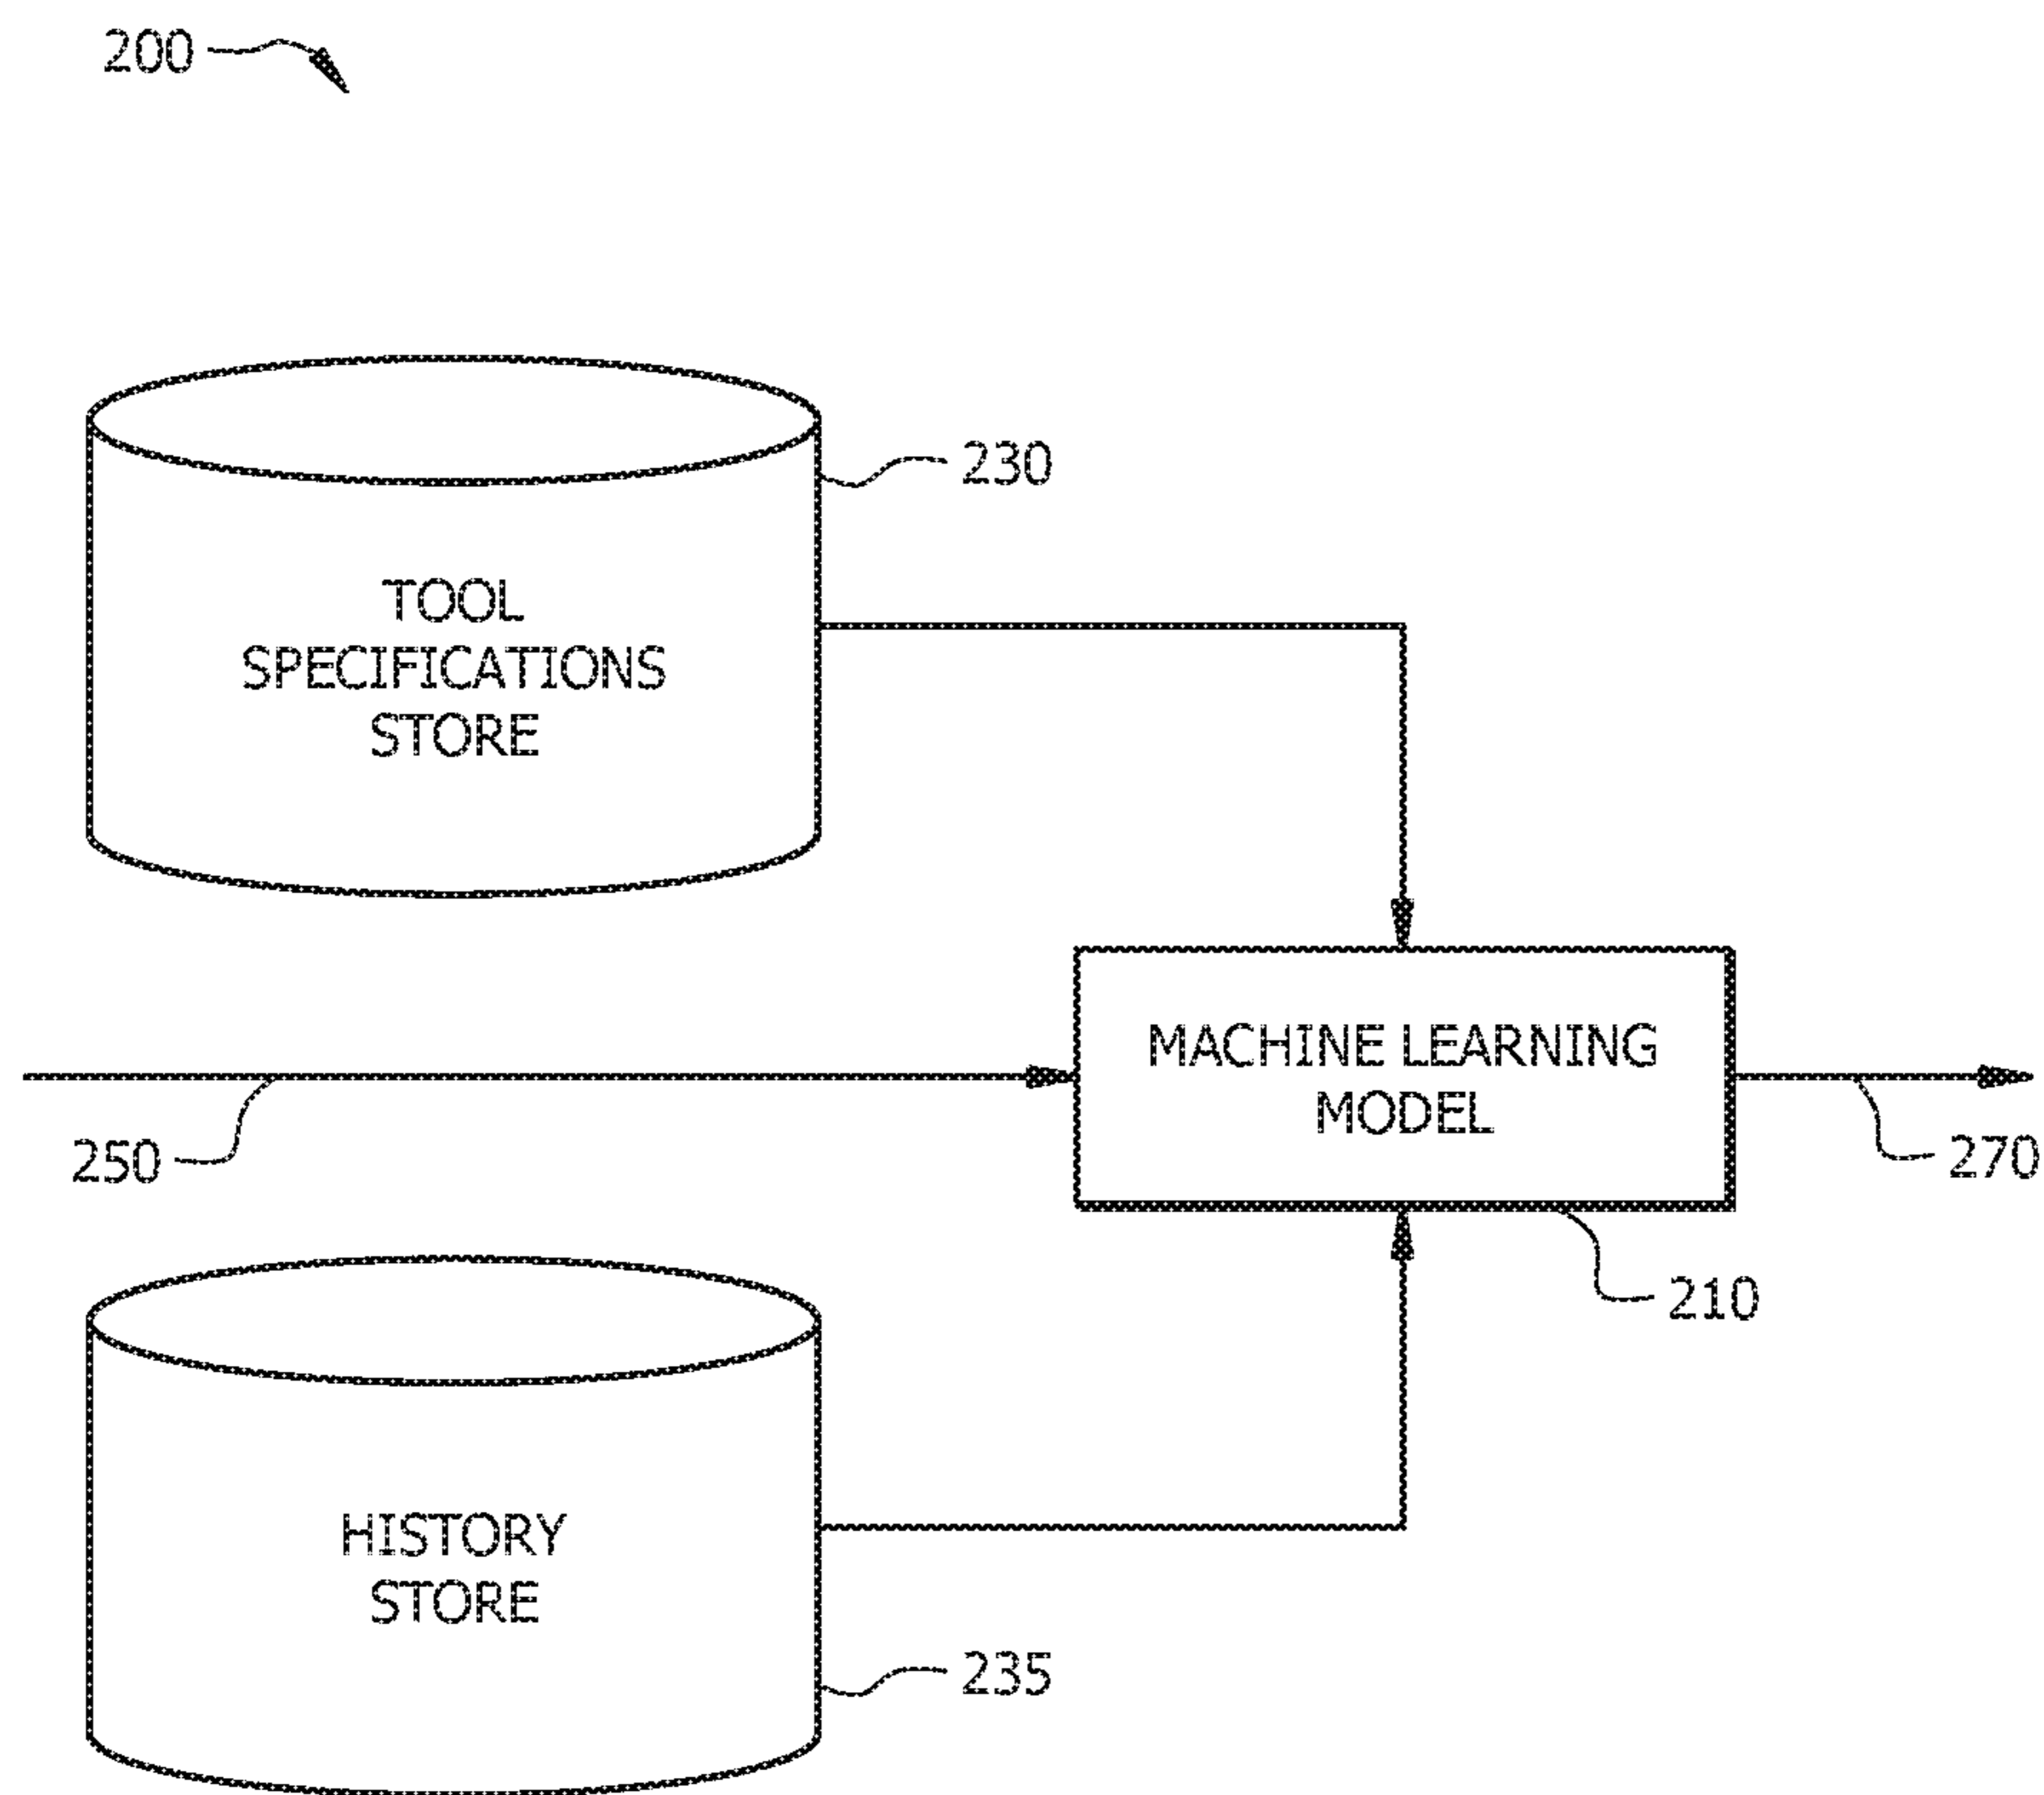 200
230
TOOL
SPECIFICATIONS
STORE
MACHINE LEARNING
MODEL
250
270
210
HISTORY
STORE
235